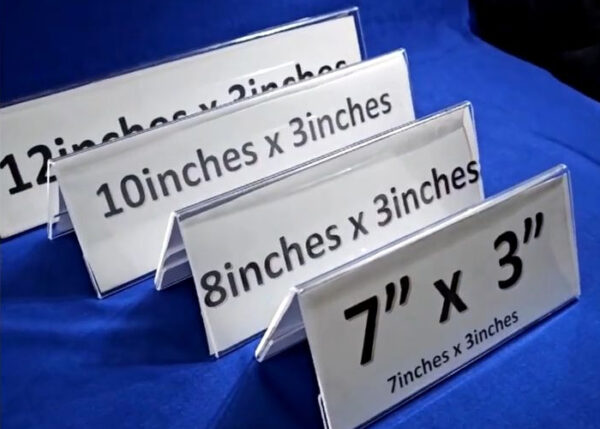 12inches x 3inches
10inches x 3inches
8inches x 3inches
7” x 3”
7inches x 3inches